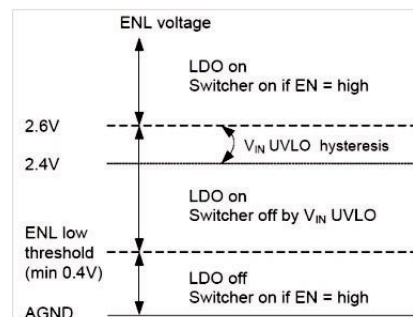 ENL voltage
LDO on
Switcher on if EN = high
2.6V
VIN UVLO hysteresis
2.4V
LDO on
Switcher off by VIN UVLO
ENL low
threshold
(min 0.4V)
LDO off
Switcher on if EN = high
AGND